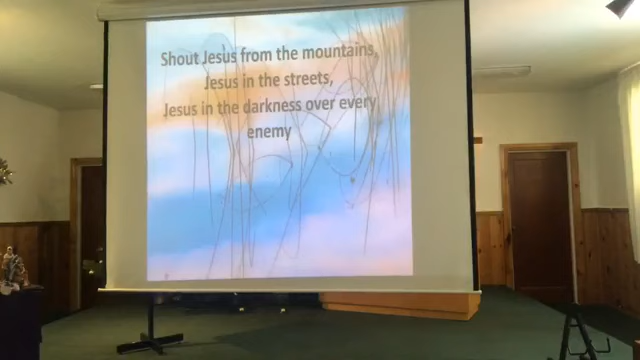 Shout Jesus from the mountains,
Jesus in the streets,
Jesus in the darkness over every
enemy